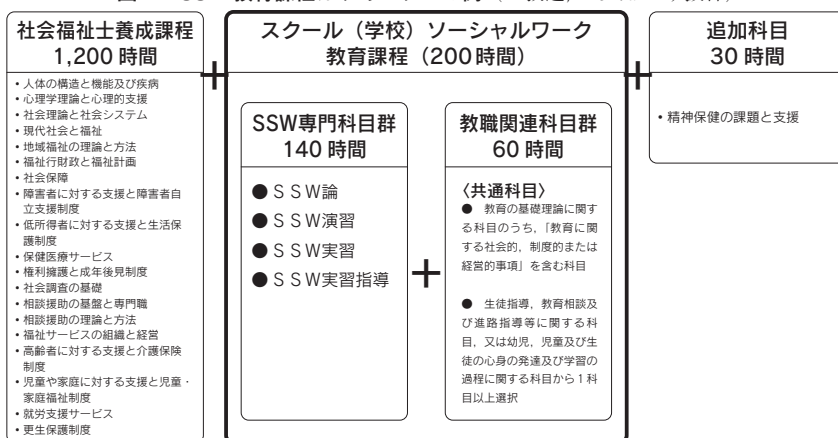 社会福祉士養成課程
1,200 時間
• 人体の構造と機能及び疾病
• 心理学理論と心理的支援
• 社会理論と社会システム
• 現代社会と福祉
• 地域福祉の理論と方法
• 福祉行財政と福祉計画
• 社会保障
• 障害者に対する支援と障害者自
立支援制度
• 低所得者に対する支援と生活保
護制度
• 保健医療サービス
• 権利擁護と成年後見制度
• 社会調査の基礎
• 相談援助の基盤と専門職
• 相談援助の理論と方法
• 福祉サービスの組織と経営
• 高齢者に対する支援と介護保険
制度
• 児童や家庭に対する支援と児童・
家庭福祉制度
• 就労支援サービス
• 更生保護制度
+
スクール（学校）ソーシャルワーク
教育課程（200 時間）
SSW専門科目群
140 時間
● ＳＳＷ論
● ＳＳＷ演習
● ＳＳＷ実習
● ＳＳＷ実習指導
+
教職関連科目群
60 時間
〈共通科目〉
● 教育の基礎理論に関す
る科目のうち，「教育に関
する社会的，制度的または
経営的事項」を含む科目
● 生徒指導，教育相談及
び進路指導等に関する科
目，又は幼児，児童及び生
徒の心身の発達及び学習の
過程に関する科目から１科
目以上選択
+
追加科目
30 時間
• 精神保健の課題と支援